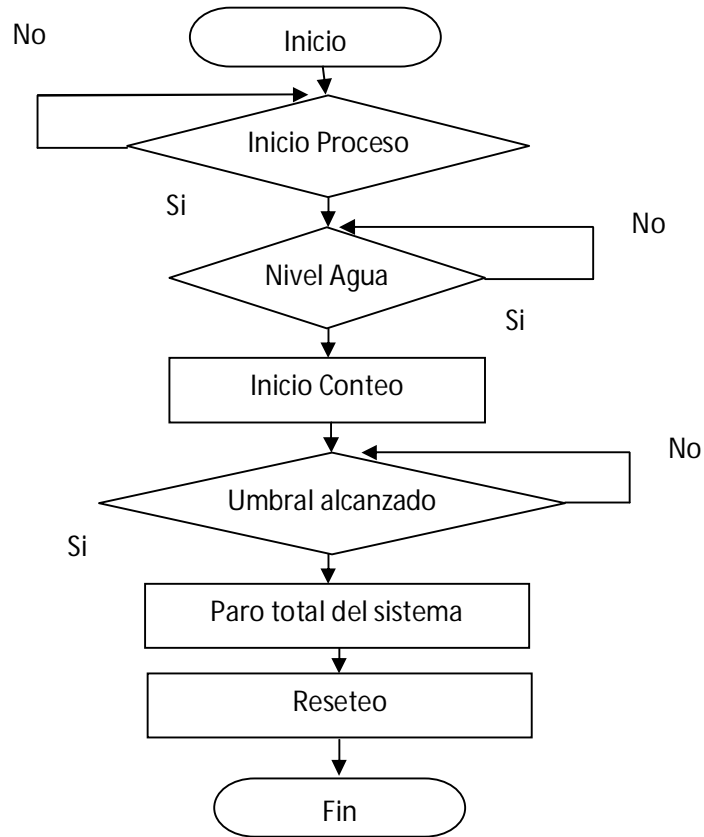 No
Inicio
Inicio Proceso
Si
No
Nivel Agua
Si
Inicio Conteo
No
Umbral alcanzado
Si
Paro total del sistema
Reseteo
Fin